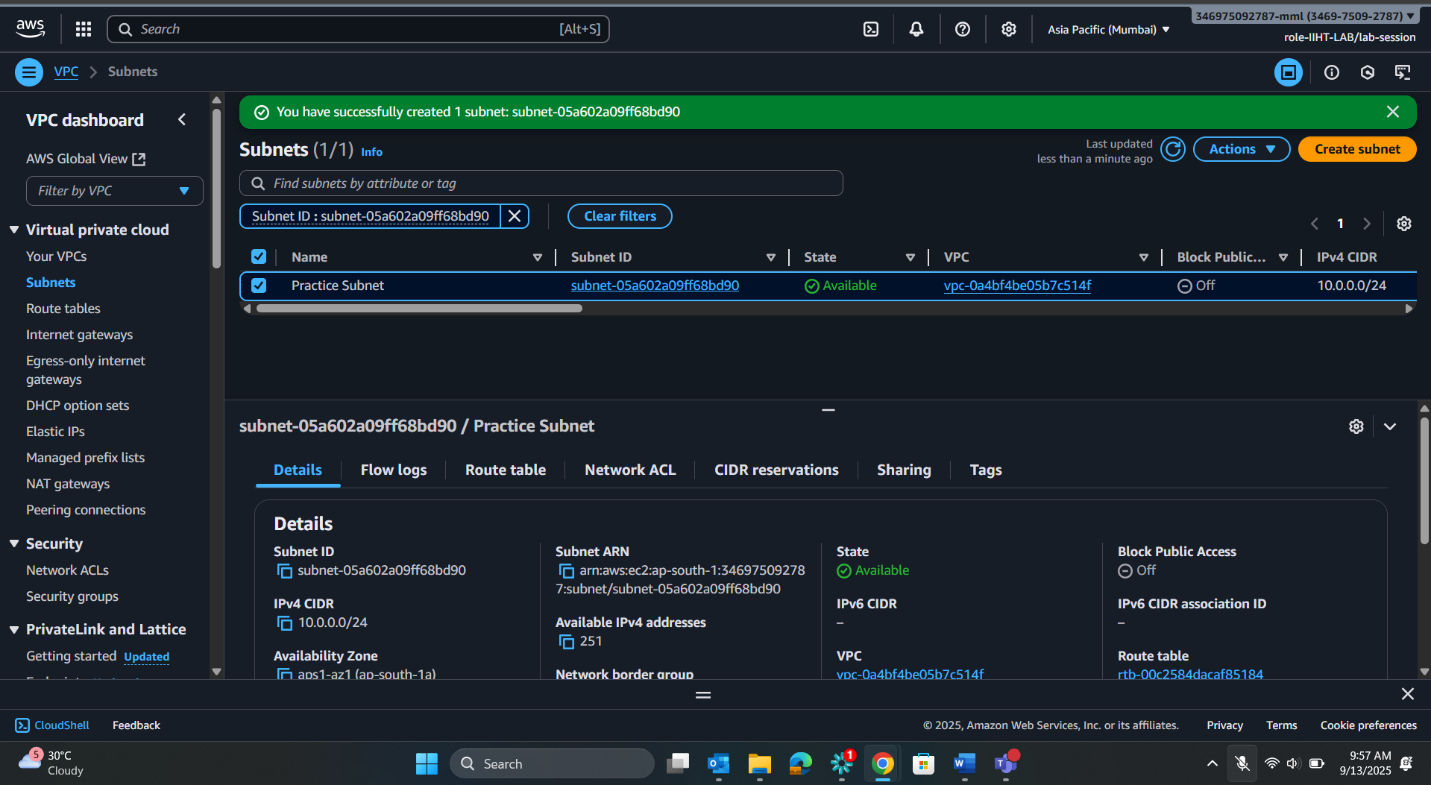 aws
Search [Alt+S]
Asia Pacific (Mumbai)
346975092787-mml (3469-7509-2787)
role-IIHT-LAB/lab-session
VPC > Subnets
VPC dashboard
AWS Global View
Filter by VPC
Virtual private cloud
Your VPCs
Subnets
Route tables
Internet gateways
Egress-only internet
gateways
DHCP option sets
Elastic IPs
Managed prefix lists
NAT gateways
Peering connections
Security
Network ACLs
Security groups
PrivateLink and Lattice
Getting started Updated
You have successfully created 1 subnet: subnet-05a602a09ff68bd90
Subnets (1/1) Info
Last updated
less than a minute ago
Actions
Create subnet
Find subnets by attribute or tag
Subnet ID : subnet-05a602a09ff68bd90
Clear filters
1
Name Subnet ID State VPC Block Public... IPv4 CIDR
Practice Subnet subnet-05a602a09ff68bd90 Available vpc-0a4bf4be05b7c514f Off 10.0.0.0/24
subnet-05a602a09ff68bd90 / Practice Subnet
Details Flow logs Route table Network ACL CIDR reservations Sharing Tags
Details
Subnet ID
subnet-05a602a09ff68bd90
IPv4 CIDR
10.0.0.0/24
Availability Zone
aps1-az1 (ap-south-1a)
Subnet ARN
arn:aws:ec2:ap-south-1:34697509278
7:subnet/subnet-05a602a09ff68bd90
Available IPv4 addresses
251
Network border group
State
Available
IPv6 CIDR
–
VPC
vpc-0a4bf4be05b7c514f
Block Public Access
Off
IPv6 CIDR association ID
–
Route table
rtb-00c2584dacaf85184
CloudShell Feedback
© 2025, Amazon Web Services, Inc. or its affiliates. Privacy Terms Cookie preferences
5
30°C
Cloudy
Search
1
9:57 AM
9/13/2025